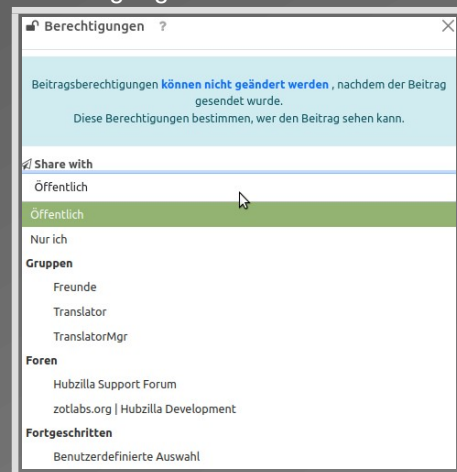 Berechtigungen ?
Beitragsberechtigungen können nicht geändert werden , nachdem der Beitrag
gesendet wurde.
Diese Berechtigungen bestimmen, wer den Beitrag sehen kann.
Share with
Öffentlich
Öffentlich
Nur ich
Gruppen
Freunde
Translator
TranslatorMgr
Foren
Hubzilla Support Forum
zotlabs.org | Hubzilla Development
Fortgeschritten
Benutzerdefinierte Auswahl